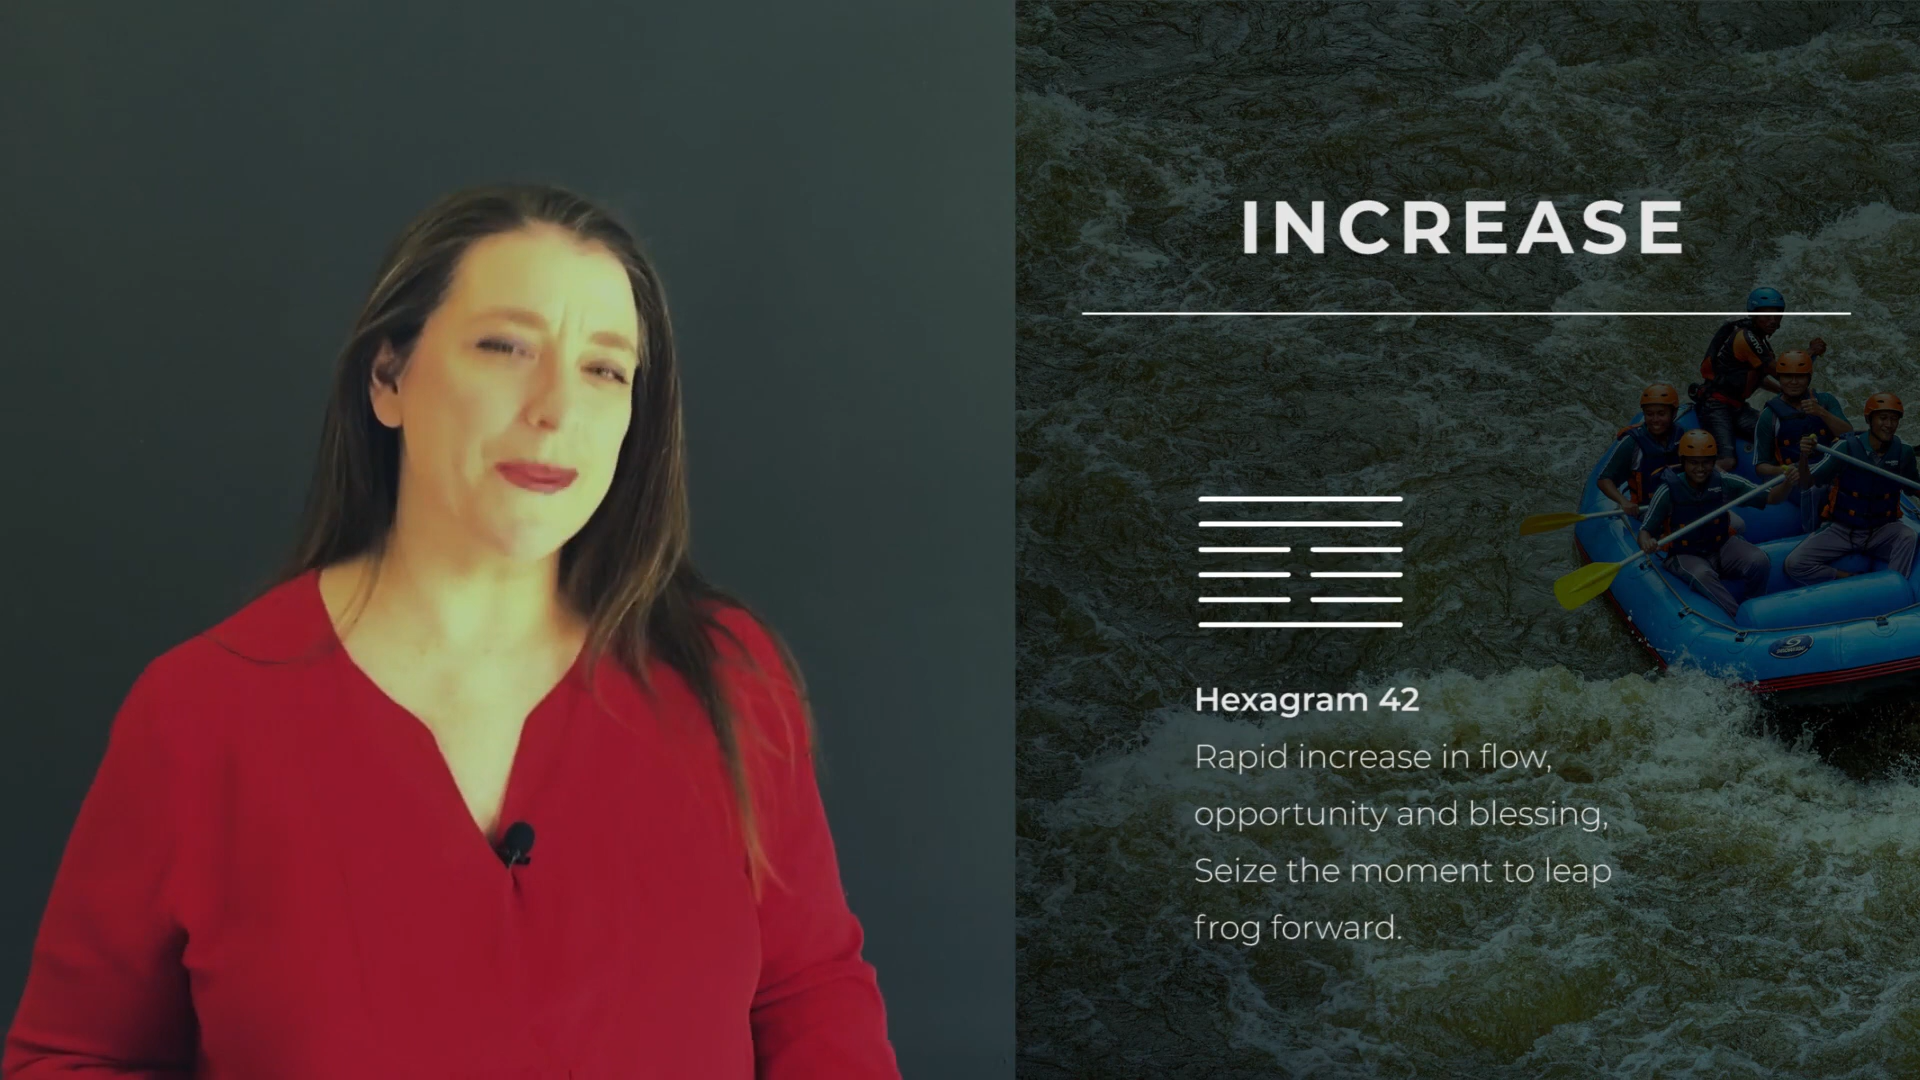 INCREASE
Hexagram 42
Rapid increase in flow,
opportunity and blessing,
Seize the moment to leap
frog forward.